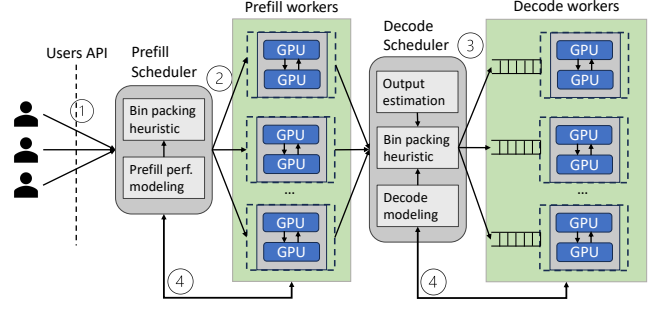 Prefill workers
Decode workers
Users API
Prefill
Scheduler
Decode
Scheduler
1
2
3
GPU
GPU
GPU
GPU
...
GPU
GPU
Bin packing
heuristic
Prefill perf.
modeling
Output
estimation
Bin packing
heuristic
Decode
modeling
GPU
GPU
GPU
GPU
...
GPU
GPU
4
4